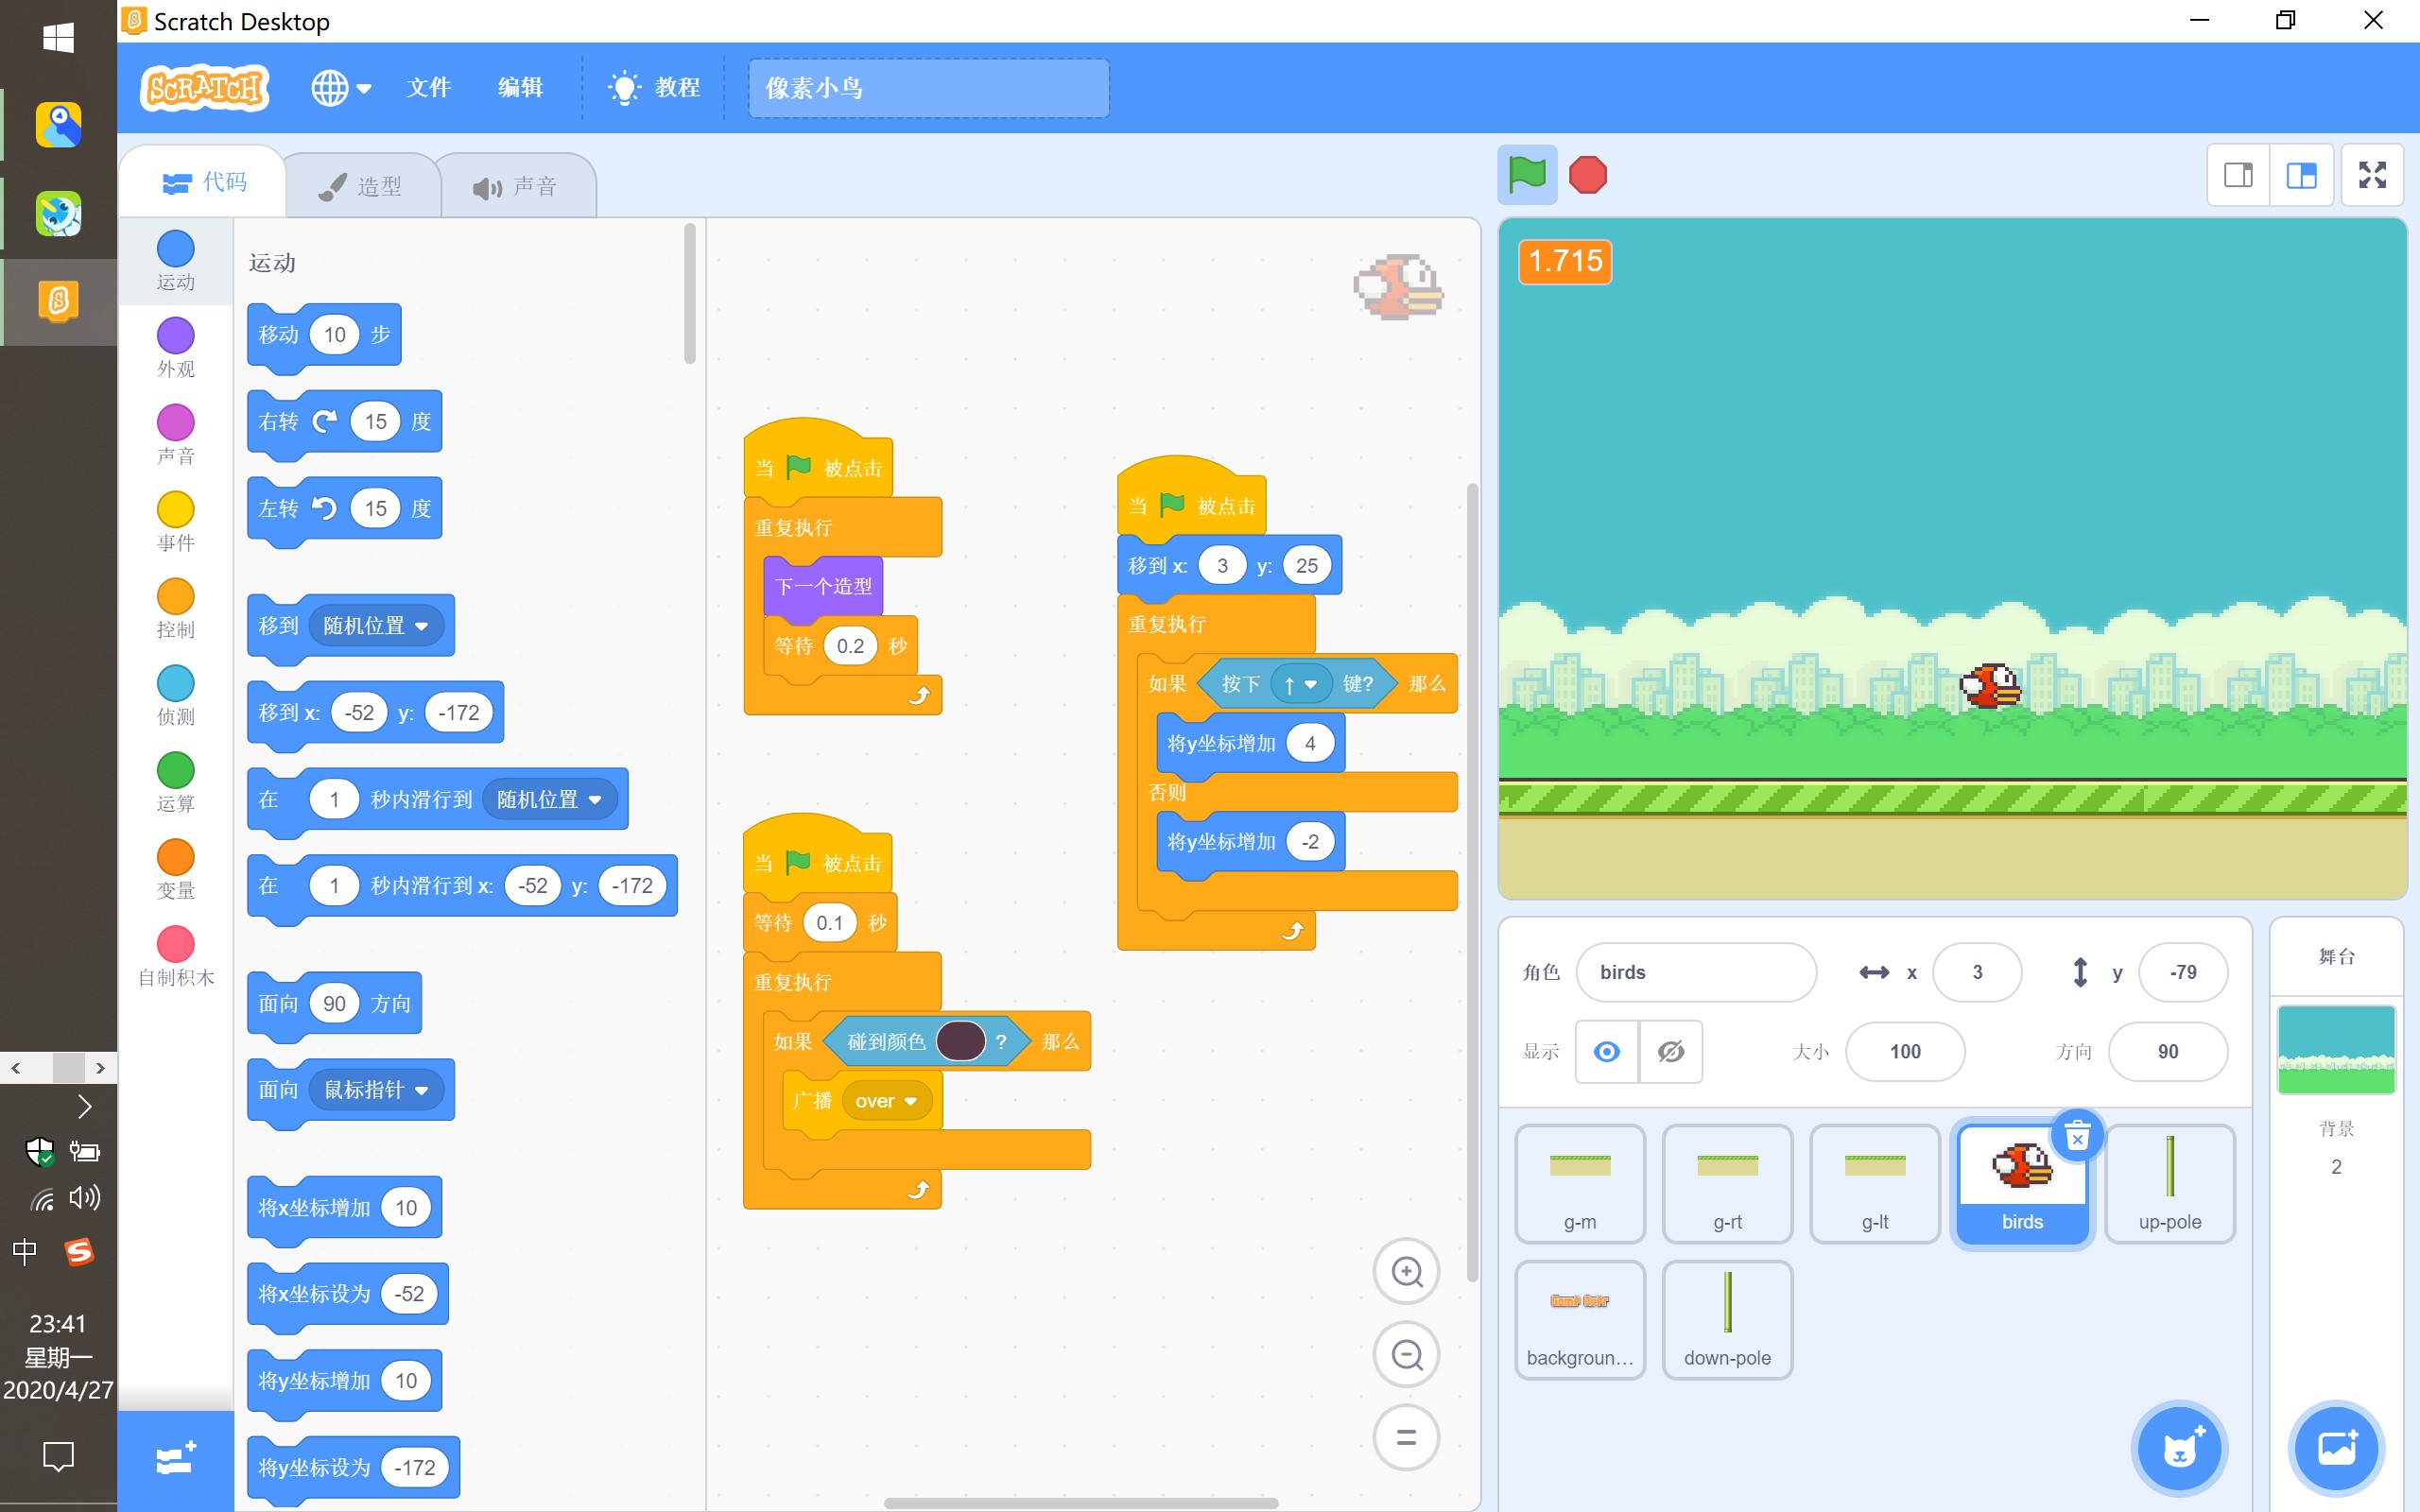 Scratch Desktop
SCRATCH
文件
编辑
教程
像素小鸟
代码
造型
声音
运动
外观
声音
事件
控制
侦测
运算
变量
自制积木
运动
移动 10 步
右转 15 度
左转 15 度
移到 随机位置
移到 x: -52 y: -172
在 1 秒内滑行到 随机位置
在 1 秒内滑行到 x: -52 y: -172
面向 90 方向
面向 鼠标指针
将x坐标增加 10
将x坐标设为 -52
将y坐标增加 10
将y坐标设为 -172
当 被点击
重复执行
下一个造型
等待 0.2 秒
当 被点击
等待 0.1 秒
重复执行
如果 碰到颜色 ? 那么
广播 over
当 被点击
移到 x: 3 y: 25
重复执行
如果 按下 ↑ 键? 那么
将y坐标增加 4
否则
将y坐标增加 -2
1.715
角色 birds x 3 y -79
显示 大小 100 方向 90
g-m
g-rt
g-lt
birds
up-pole
Game Over
backgroun...
down-pole
舞台
背景
2
中
23:41
星期一
2020/4/27